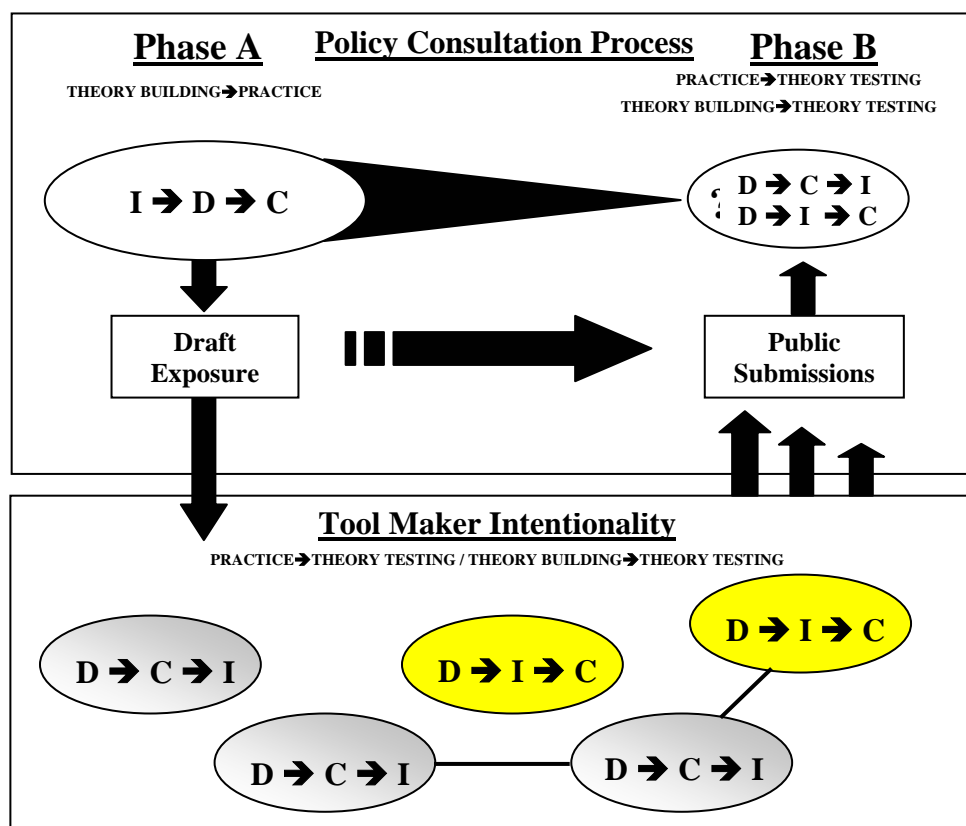 Policy Consultation Process
Phase A
THEORY BUILDING➔PRACTICE
I ➔ D ➔ C
Draft
Exposure
Phase B
PRACTICE➔THEORY TESTING
THEORY BUILDING➔THEORY TESTING
?
D ➔ C ➔ I
D ➔ I ➔ C
Public
Submissions
Tool Maker Intentionality
PRACTICE➔THEORY TESTING / THEORY BUILDING➔THEORY TESTING
D ➔ C ➔ I
D ➔ I ➔ C
D ➔ I ➔ C
D ➔ C ➔ I
D ➔ C ➔ I